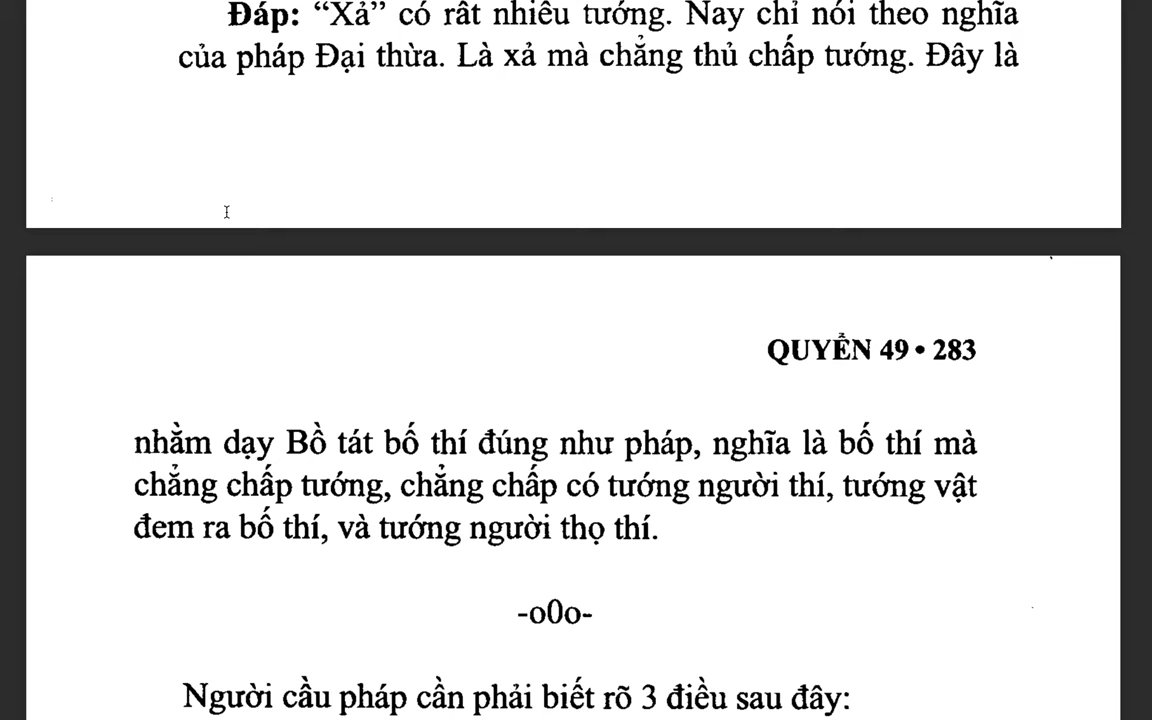 Đáp: “Xả” có rất nhiều tướng. Nay chỉ nói theo nghĩa
của pháp Đại thừa. Là xả mà chẳng thủ chấp tướng. Đây là
QUYỂN 49 • 283
nhằm dạy Bồ tát bố thí đúng như pháp, nghĩa là bố thí mà
chẳng chấp tướng, chẳng chấp có tướng người thí, tướng vật
đem ra bố thí, và tướng người thọ thí.
-o0o-
Người cầu pháp cần phải biết rõ 3 điều sau đây: